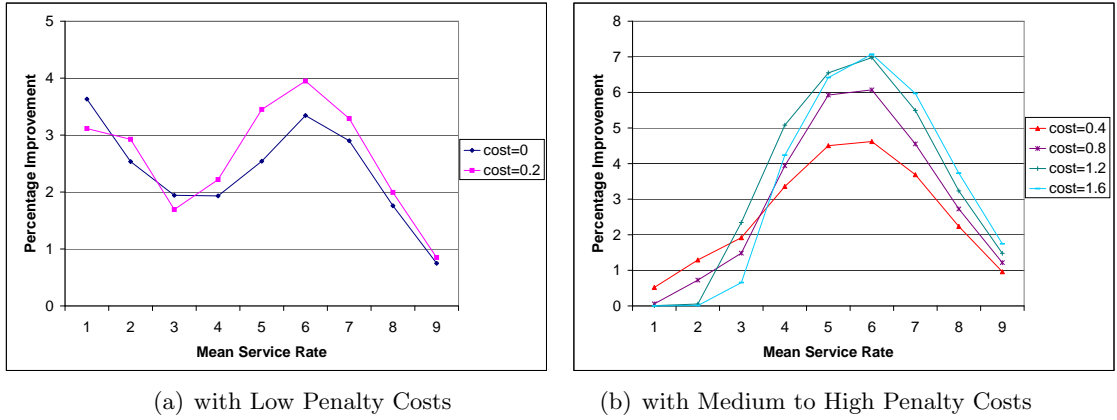 5
4
3
2
1
0
Percentage Improvement
1 2 3 4 5 6 7 8 9
Mean Service Rate
cost=0
cost=0.2
8
7
6
5
4
3
2
1
0
Percentage Improvement
1 2 3 4 5 6 7 8 9
Mean Service Rate
cost=0.4
cost=0.8
cost=1.2
cost=1.6
(a) with Low Penalty Costs
(b) with Medium to High Penalty Costs